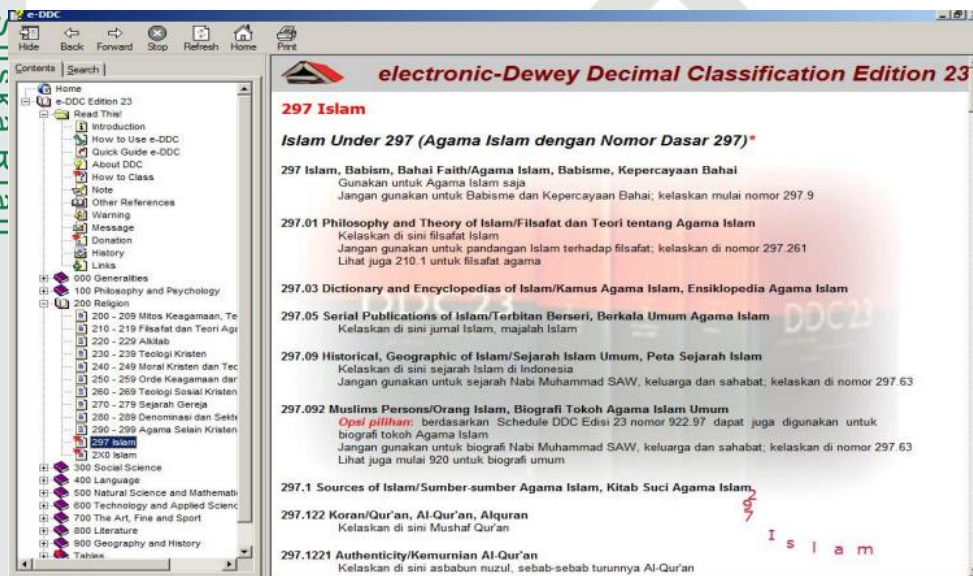 e-DDC
Hide Back Forward Stop Refresh Home Print
Contents Search
Home
e-DDC Edition 23
Read This!
Introduction
How to Use e-DDC
Quick Guide e-DDC
About DDC
How to Class
Note
Other References
Warning
Message
Donation
History
Links
000 Generalities
100 Philosophy and Psychology
200 Religion
200 - 209 Mitos Keagamaan, Te
210 - 219 Filsafat dan Teori Aga
220 - 229 Alkitab
230 - 239 Teologi Kristen
240 - 249 Moral Kristen dan Tec
250 - 259 Orde Keagamaan dar
260 - 269 Teologi Sosial Kristen
270 - 279 Sejarah Gereja
280 - 289 Denominasi dan Sekte
290 - 299 Agama Selain Kristen
297 Islam
2X0 Islam
300 Social Science
400 Language
500 Natural Science and Mathemati
600 Technology and Applied Scienc
700 The Art, Fine and Sport
800 Literature
900 Geography and History
Tables
electronic-Dewey Decimal Classification Edition 23
297 Islam
Islam Under 297 (Agama Islam dengan Nomor Dasar 297)*
297 Islam, Babism, Bahai Faith/Agama Islam, Babisme, Kepercayaan Bahai
Gunakan untuk Agama Islam saja
Jangan gunakan untuk Babisme dan Kepercayaan Bahai; kelaskan mulai nomor 297.9
297.01 Philosophy and Theory of Islam/Filsafat dan Teori tentang Agama Islam
Kelaskan di sini filsafat Islam
Jangan gunakan untuk pandangan Islam terhadap filsafat; kelaskan di nomor 297.261
Lihat juga 210.1 untuk filsafat agama
297.03 Dictionary and Encyclopedias of Islam/Kamus Agama Islam, Ensiklopedia Agama Islam
297.05 Serial Publications of Islam/Terbitan Berseri, Berkala Umum Agama Islam
Kelaskan di sini jurnal Islam, majalah Islam
297.09 Historical, Geographic of Islam/Sejarah Islam Umum, Peta Sejarah Islam
Kelaskan di sini sejarah Islam di Indonesia
Jangan gunakan untuk sejarah Nabi Muhammad SAW, keluarga dan sahabat; kelaskan di nomor 297.63
297.092 Muslims Persons/Orang Islam, Biografi Tokoh Agama Islam Umum
Opsi pilihan: berdasarkan Schedule DDC Edisi 23 nomor 922.97 dapat juga digunakan untuk
biografi tokoh Agama Islam
Jangan gunakan untuk biografi Nabi Muhammad SAW, keluarga dan sahabat; kelaskan di nomor 297.63
Lihat juga mulai 920 untuk biografi umum
297.1 Sources of Islam/Sumber-sumber Agama Islam, Kitab Suci Agama Islam
297.122 Koran/Qur'an, Al-Qur'an, Alquran
Kelaskan di sini Mushaf Qur'an
297.1221 Authenticity/Kemurnian Al-Qur'an
Kelaskan di sini asbabun nuzul, sebab-sebab turunnya Al-Qur'an
297 Islam
DDC23
DDC23